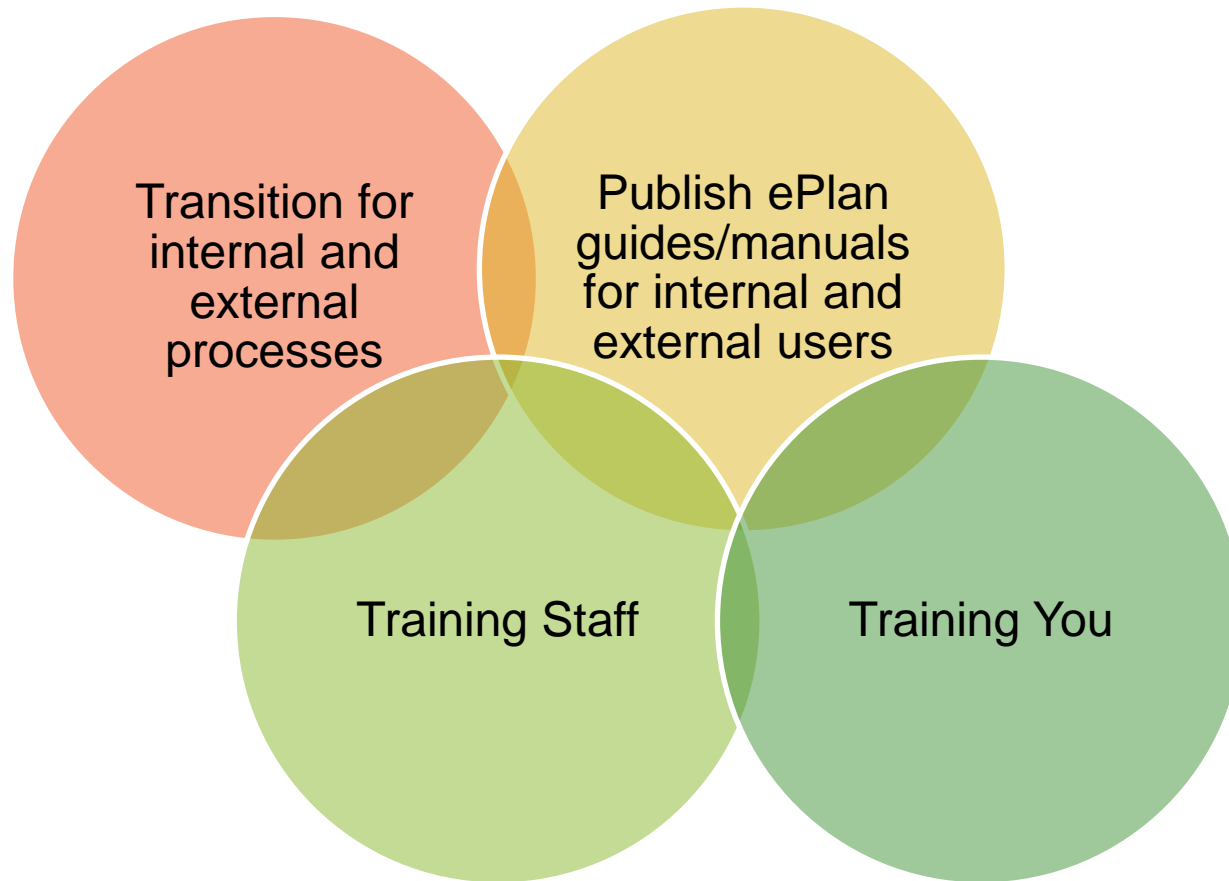 Transition for
internal and
external
processes
Publish ePlan
guides/manuals
for internal and
external users
Training Staff
Training You